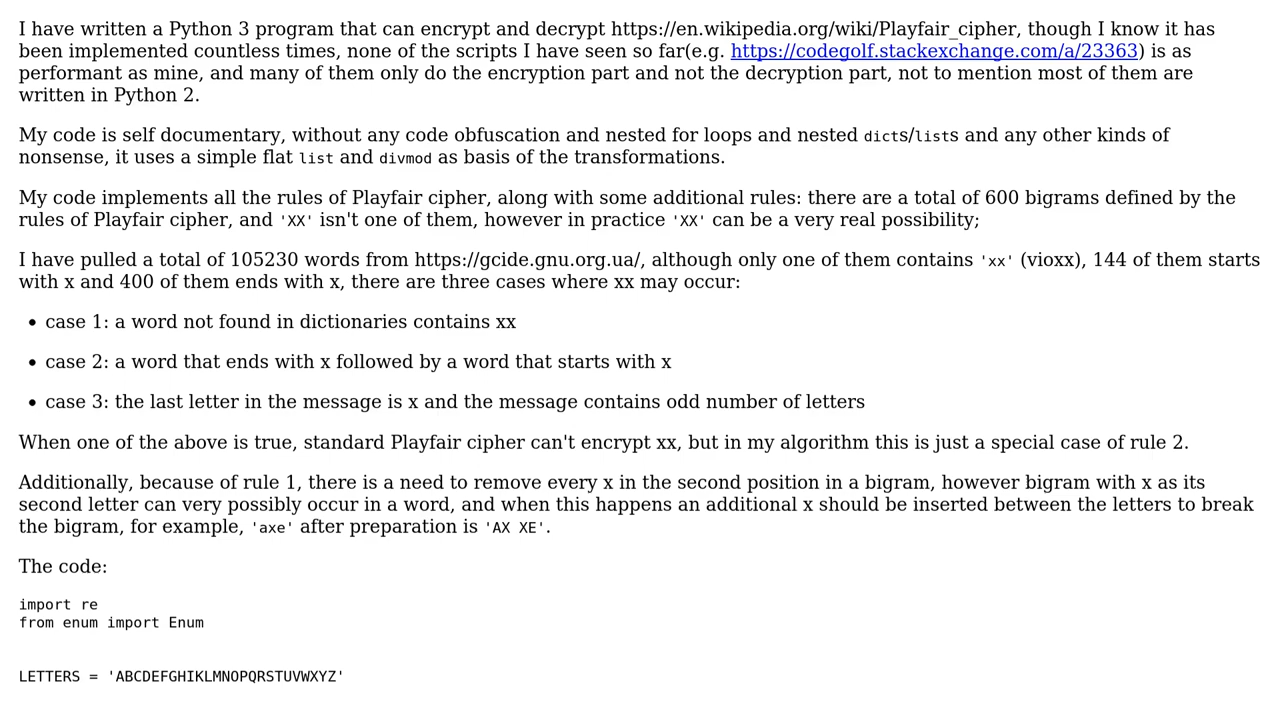 I have written a Python 3 program that can encrypt and decrypt https://en.wikipedia.org/wiki/Playfair_cipher, though I know it has
been implemented countless times, none of the scripts I have seen so far(e.g. https://codegolf.stackexchange.com/a/23363) is as
performant as mine, and many of them only do the encryption part and not the decryption part, not to mention most of them are
written in Python 2.
My code is self documentary, without any code obfuscation and nested for loops and nested dicts/lists and any other kinds of
nonsense, it uses a simple flat list and divmod as basis of the transformations.
My code implements all the rules of Playfair cipher, along with some additional rules: there are a total of 600 bigrams defined by the
rules of Playfair cipher, and 'XX' isn't one of them, however in practice 'XX' can be a very real possibility;
I have pulled a total of 105230 words from https://gcide.gnu.org.ua/, although only one of them contains 'xx' (vioxx), 144 of them starts
with x and 400 of them ends with x, there are three cases where xx may occur:
• case 1: a word not found in dictionaries contains xx
• case 2: a word that ends with x followed by a word that starts with x
• case 3: the last letter in the message is x and the message contains odd number of letters
When one of the above is true, standard Playfair cipher can't encrypt xx, but in my algorithm this is just a special case of rule 2.
Additionally, because of rule 1, there is a need to remove every x in the second position in a bigram, however bigram with x as its
second letter can very possibly occur in a word, and when this happens an additional x should be inserted between the letters to break
the bigram, for example, 'axe' after preparation is 'AX XE'.
The code:
import re
from enum import Enum
LETTERS = 'ABCDEFGHIKLMNOPQRSTUVWXYZ'